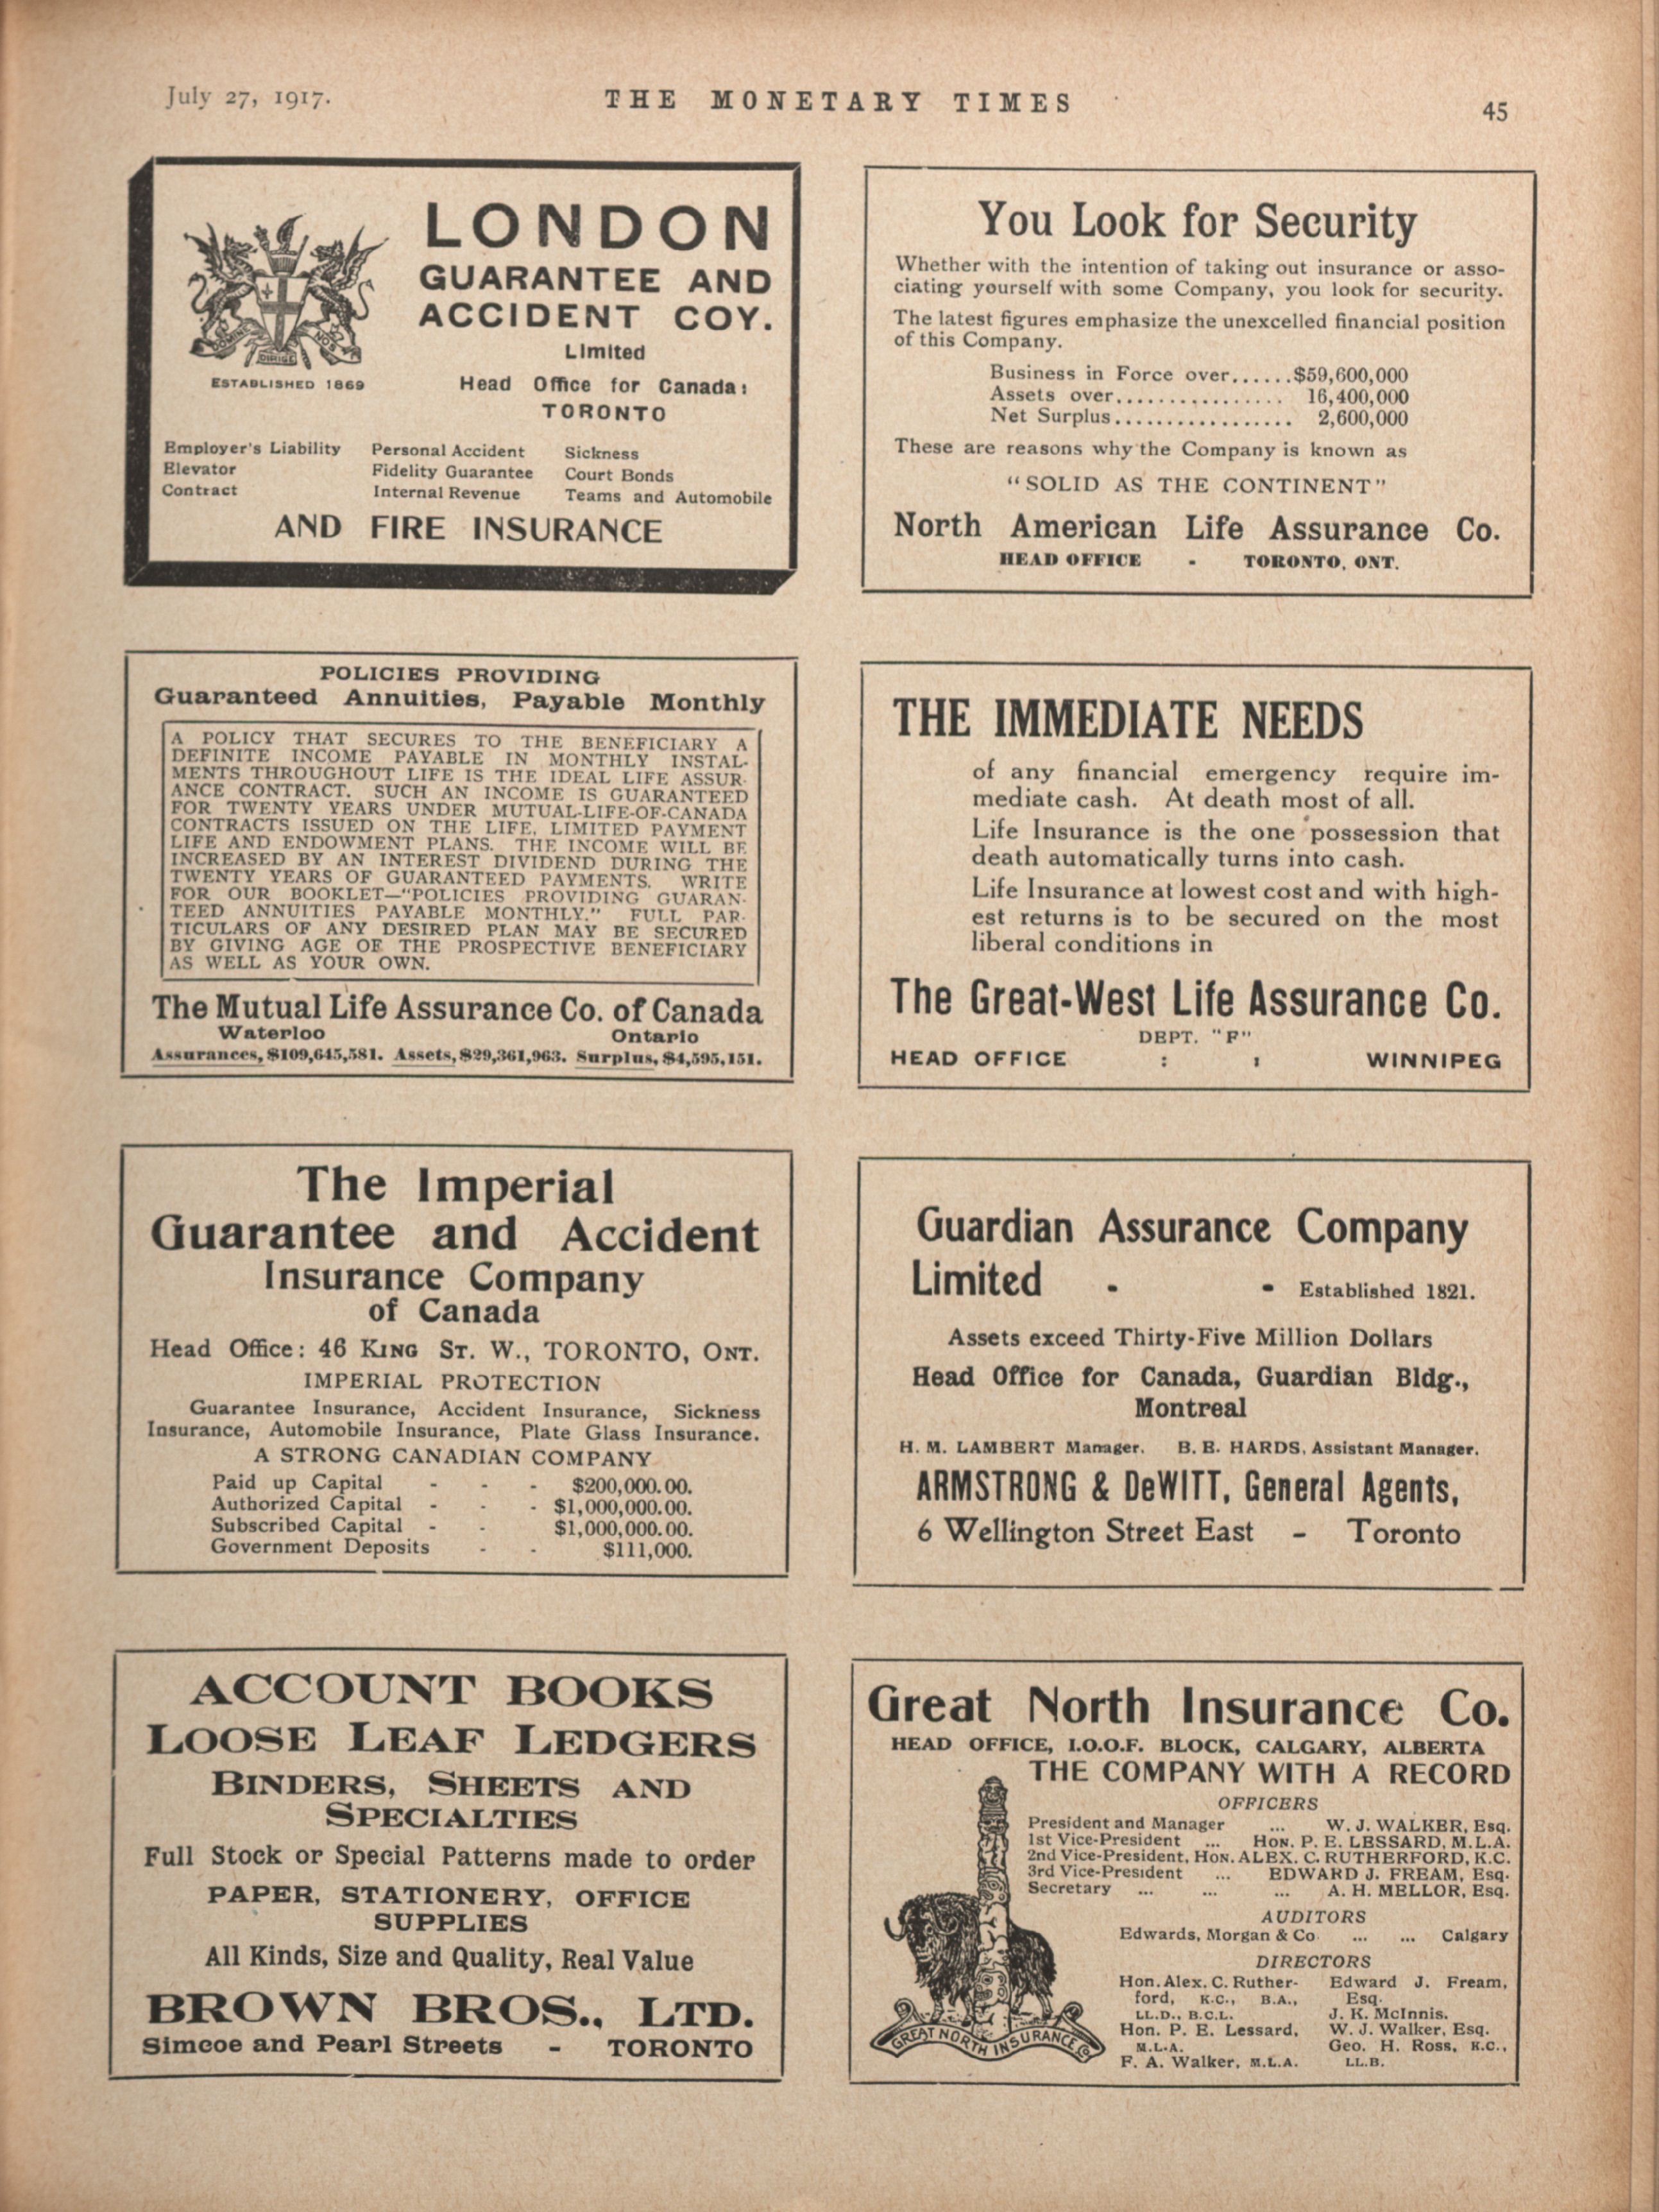 July 27, 1917.
THE MONETARY TIMES
45
LONDON
GUARANTEE AND
ACCIDENT COY.
Limited
ESTABLISHED 1869
Head Office for Canada:
TORONTO
Employer's Liability Personal Accident Sickness
Elevator Fidelity Guarantee Court Bonds
Contract Internal Revenue Teams and Automobile
AND FIRE INSURANCE
You Look for Security
Whether with the intention of taking out insurance or asso-
ciating yourself with some Company, you look for security.
The latest figures emphasize the unexcelled financial position
of this Company.
Business in Force over......$59,600,000
Assets over................ 16,400,000
Net Surplus................. 2,600,000
These are reasons why the Company is known as
"SOLID AS THE CONTINENT"
North American Life Assurance Co.
HEAD OFFICE - TORONTO, ONT.
POLICIES PROVIDING
Guaranteed Annuities, Payable Monthly
A POLICY THAT SECURES TO THE BENEFICIARY A
DEFINITE INCOME PAYABLE IN MONTHLY INSTAL-
MENTS THROUGHOUT LIFE IS THE IDEAL LIFE ASSUR-
ANCE CONTRACT. SUCH AN INCOME IS GUARANTEED
FOR TWENTY YEARS UNDER MUTUAL-LIFE-OF-CANADA
CONTRACTS ISSUED ON THE LIFE, LIMITED PAYMENT
LIFE AND ENDOWMENT PLANS. THE INCOME WILL BE
INCREASED BY AN INTEREST DIVIDEND DURING THE
TWENTY YEARS OF GUARANTEED PAYMENTS. WRITE
FOR OUR BOOKLET—"POLICIES PROVIDING GUARAN-
TEED ANNUITIES PAYABLE MONTHLY." FULL PAR-
TICULARS OF ANY DESIRED PLAN MAY BE SECURED
BY GIVING AGE OF THE PROSPECTIVE BENEFICIARY
AS WELL AS YOUR OWN.
The Mutual Life Assurance Co. of Canada
Waterloo Ontario
Assurances, $109,645,581. Assets, $29,361,963. Surplus, $4,595,151.
THE IMMEDIATE NEEDS
of any financial emergency require im-
mediate cash. At death most of all.
Life Insurance is the one possession that
death automatically turns into cash.
Life Insurance at lowest cost and with high-
est returns is to be secured on the most
liberal conditions in
The Great-West Life Assurance Co.
DEPT. "F"
HEAD OFFICE : : WINNIPEG
The Imperial
Guarantee and Accident
Insurance Company
of Canada
Head Office: 46 KING ST. W., TORONTO, ONT.
IMPERIAL PROTECTION
Guarantee Insurance, Accident Insurance, Sickness
Insurance, Automobile Insurance, Plate Glass Insurance.
A STRONG CANADIAN COMPANY
Paid up Capital - - - $200,000.00.
Authorized Capital - - - $1,000,000.00.
Subscribed Capital - - $1,000,000.00.
Government Deposits - - $111,000.
Guardian Assurance Company
Limited - - Established 1821.
Assets exceed Thirty-Five Million Dollars
Head Office for Canada, Guardian Bldg.,
Montreal
H. M. LAMBERT Manager. B. E. HARDS, Assistant Manager.
ARMSTRONG & DeWITT, General Agents,
6 Wellington Street East - Toronto
ACCOUNT BOOKS
LOOSE LEAF LEDGERS
BINDERS, SHEETS AND
SPECIALTIES
Full Stock or Special Patterns made to order
PAPER, STATIONERY, OFFICE
SUPPLIES
All Kinds, Size and Quality, Real Value
BROWN BROS., LTD.
Simcoe and Pearl Streets - TORONTO
Great North Insurance Co.
HEAD OFFICE, I.O.O.F. BLOCK, CALGARY, ALBERTA
THE COMPANY WITH A RECORD
OFFICERS
President and Manager ... W. J. WALKER, Esq.
1st Vice-President ... HON. P. E. LESSARD, M.L.A.
2nd Vice-President, HON. ALEX. C. RUTHERFORD, K.C.
3rd Vice-President ... EDWARD J. FREAM, Esq.
Secretary ... ... ... A. H. MELLOR, Esq.
AUDITORS
Edwards, Morgan & Co. ... ... Calgary
DIRECTORS
Hon. Alex. C. Ruther- Edward J. Fream,
ford, K.C., B.A., Esq.
LL.D., B.C.L. J. K. McInnis.
Hon. P. E. Lessard, W. J. Walker, Esq.
M.L.A. Geo. H. Ross, K.C.,
F. A. Walker, M.L.A. LL.B.
GREAT NORTH INSURANCE Co